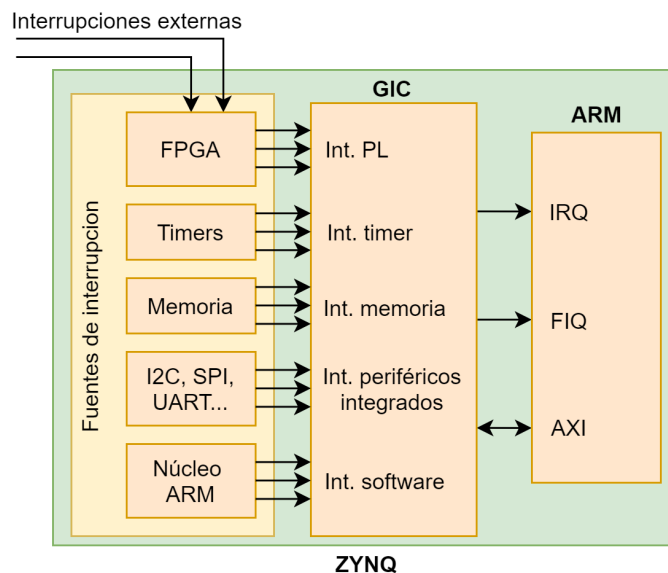 Interrupciones externas
GIC
ARM
FPGA
Int. PL
IRQ
Timers
Int. timer
Fuentes de interrupcion
Memoria
Int. memoria
FIQ
I2C, SPI,
UART...
Int. periféricos
integrados
AXI
Núcleo
ARM
Int. software
ZYNQ